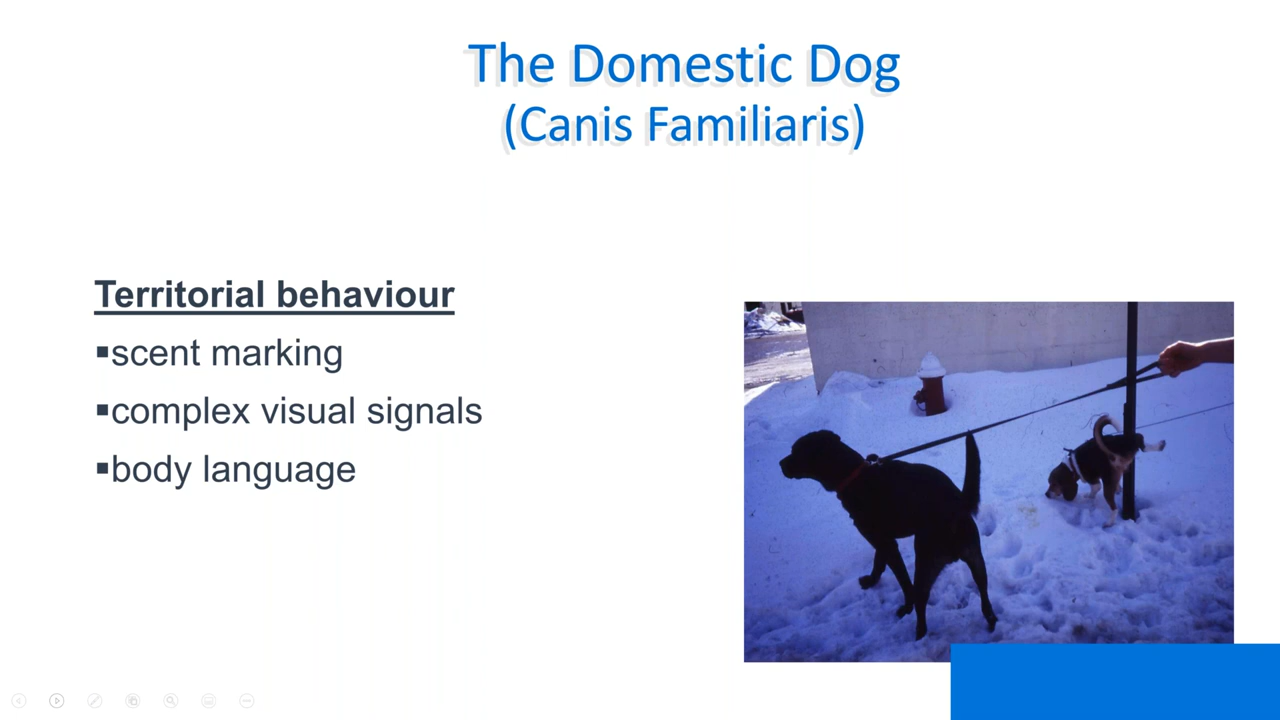 The Domestic Dog
(Canis Familiaris)
Territorial behaviour
▪scent marking
▪complex visual signals
▪body language